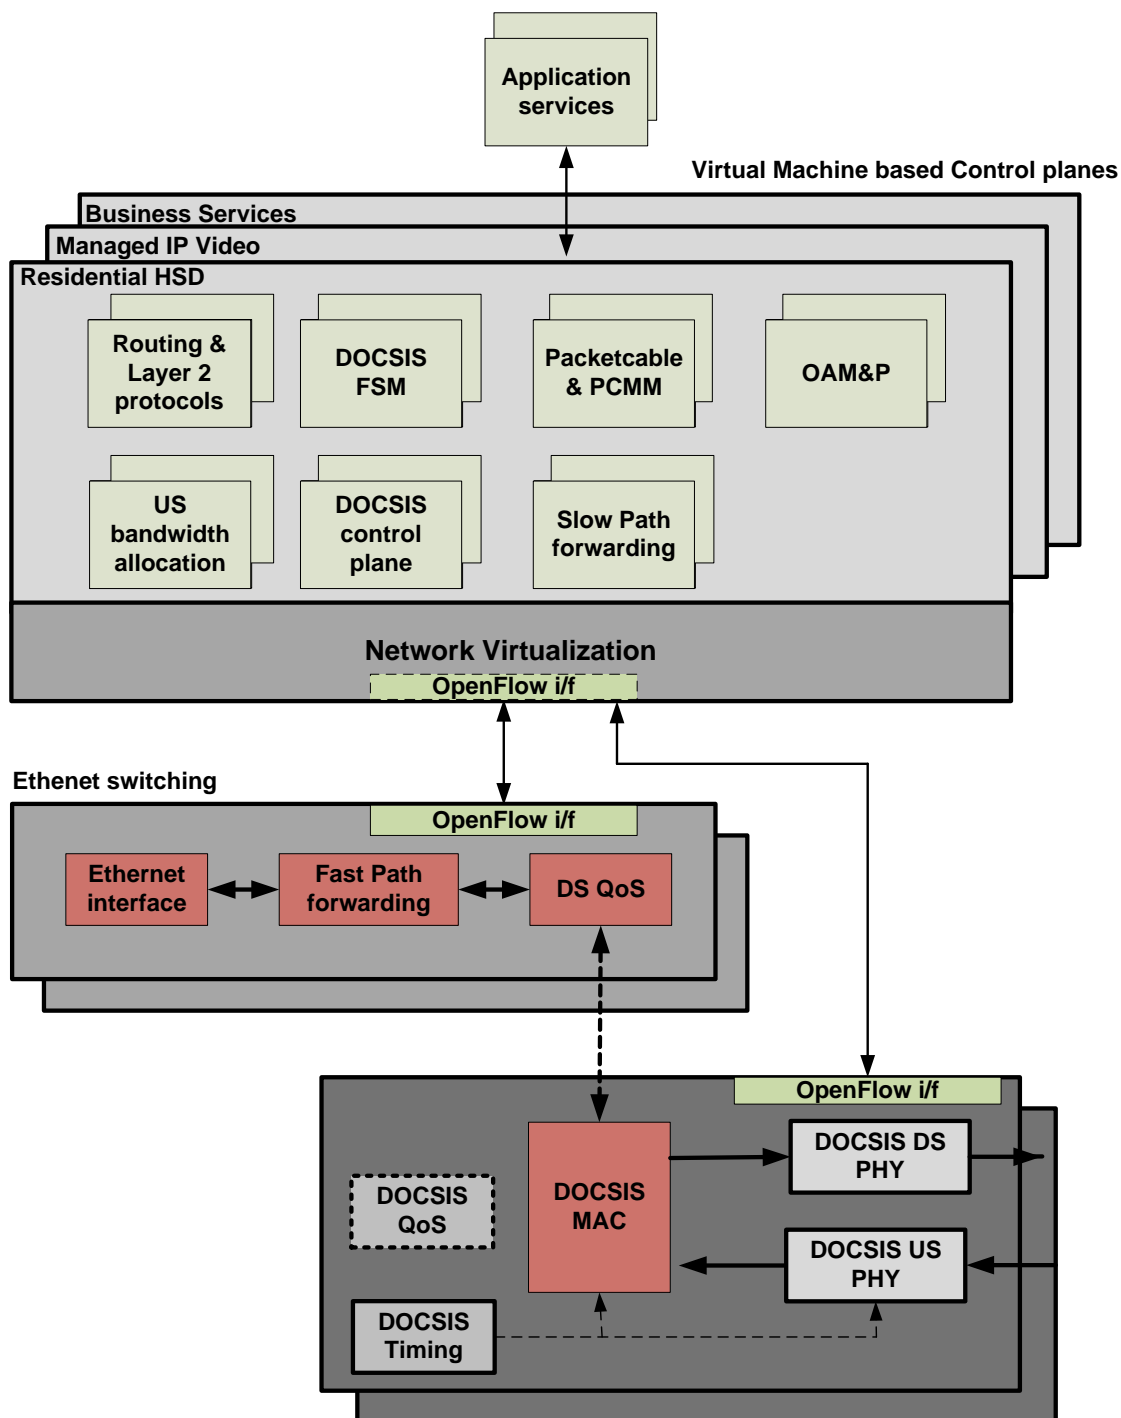 Application
services
Virtual Machine based Control planes
Business Services
Managed IP Video
Residential HSD
Routing &
Layer 2
protocols
DOCSIS
FSM
Packetcable
& PCMM
OAM&P
US
bandwidth
allocation
DOCSIS
control
plane
Slow Path
forwarding
Network Virtualization
OpenFlow i/f
Ethenet switching
OpenFlow i/f
Ethernet
interface
Fast Path
forwarding
DS QoS
OpenFlow i/f
DOCSIS
MAC
DOCSIS DS
PHY
DOCSIS
QoS
DOCSIS US
PHY
DOCSIS
Timing